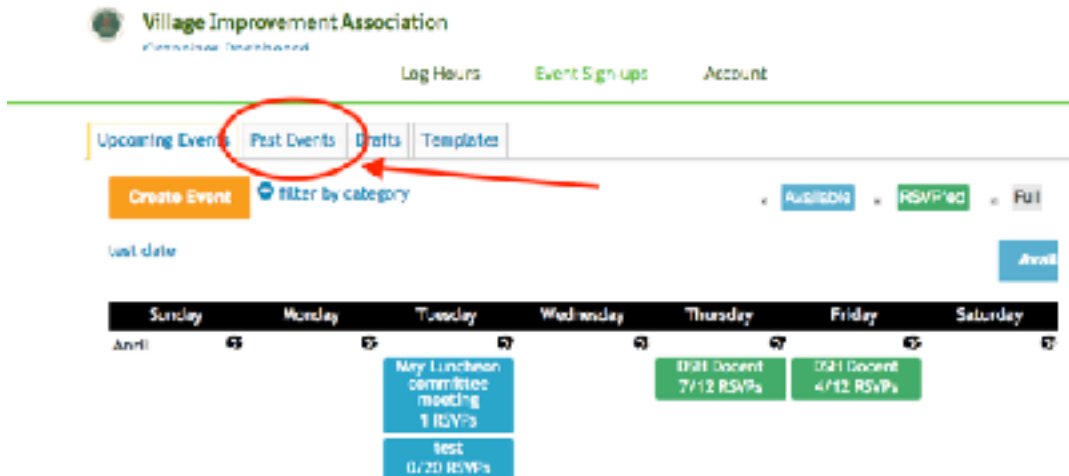 Village Improvement Association
Log Hours Event Sign-ups Account
Upcoming Events Past Events Drafts Templates
Create Event filter by category Available RSVP'ed Full
date
Sunday Monday Tuesday Wednesday Thursday Friday Saturday
April
May Luncheon
committee
meeting
1 RSVPs
test
0/20 RSVPs
DSH Docent
7/12 RSVPs
DSH Docent
4/12 RSVPs